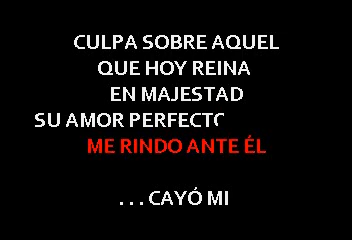 CULPA SOBRE AQUEL
QUE HOY REINA
EN MAJESTAD
SU AMOR PERFECTO
ME RINDO ANTE ÉL
. . . CAYÓ MI